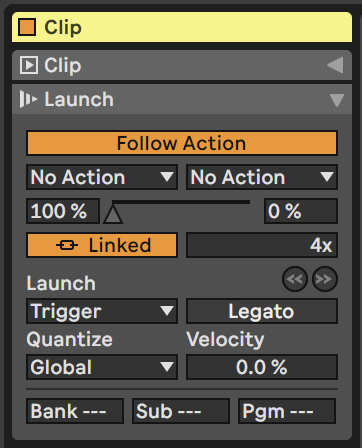 Clip
Clip
Launch
Follow Action
No Action No Action
100 % 0 %
Linked 4x
Launch
Trigger Legato
Quantize Velocity
Global 0.0 %
Bank --- Sub --- Pgm ---